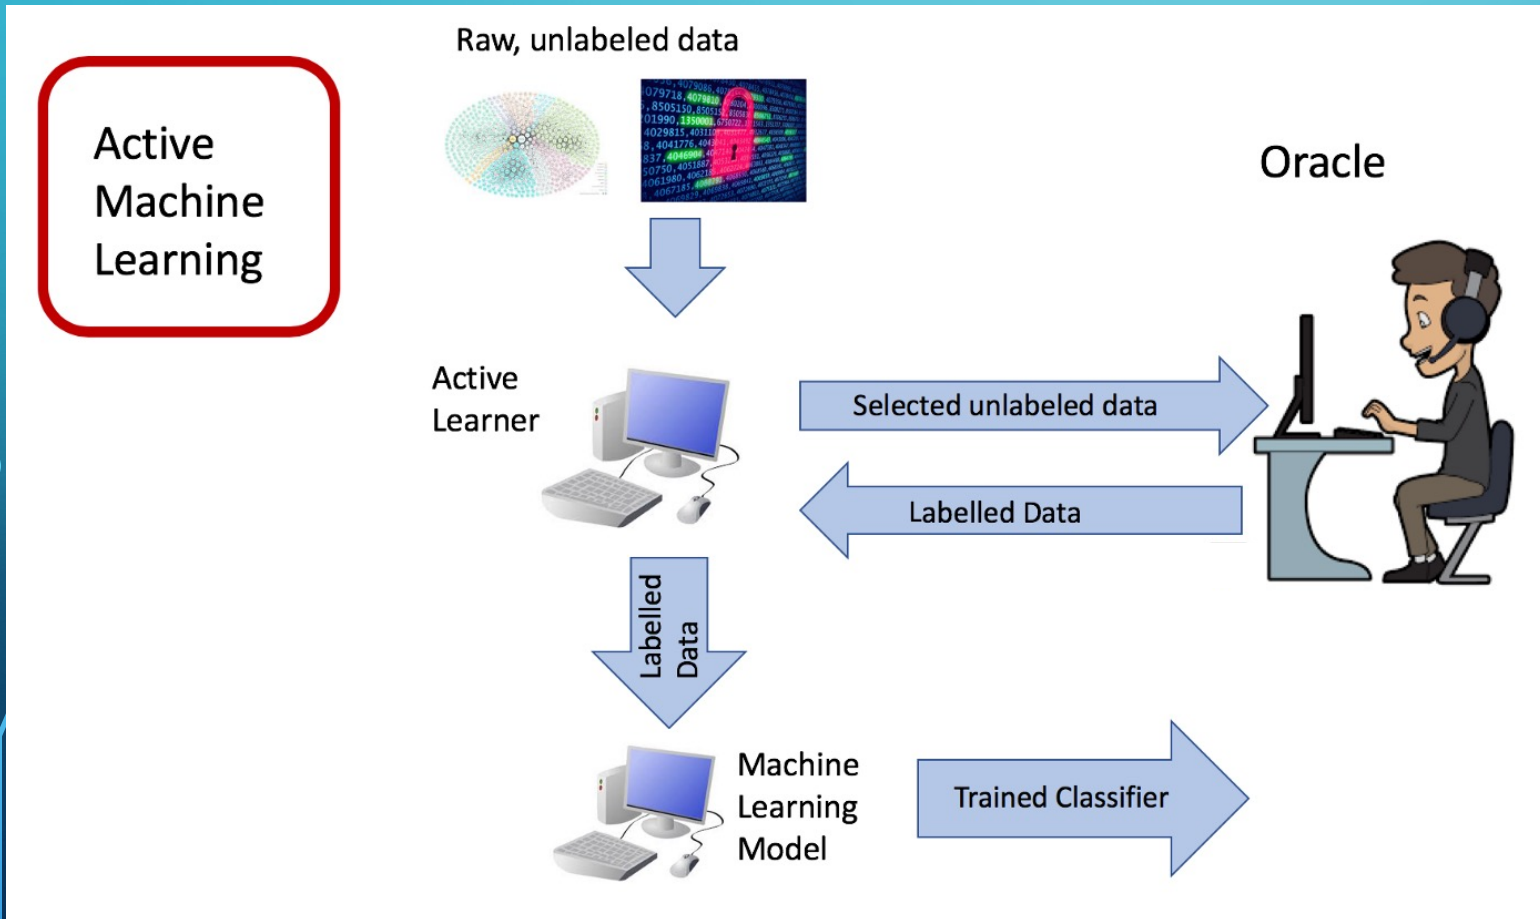 Raw, unlabeled data
Active
Machine
Learning
Oracle
Active
Learner
Selected unlabeled data
Labelled Data
Labelled
Data
Machine
Learning
Model
Trained Classifier